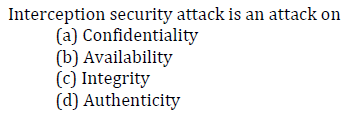 Interception security attack is an attack on
(a) Confidentiality
(b) Availability
(c) Integrity
(d) Authenticity